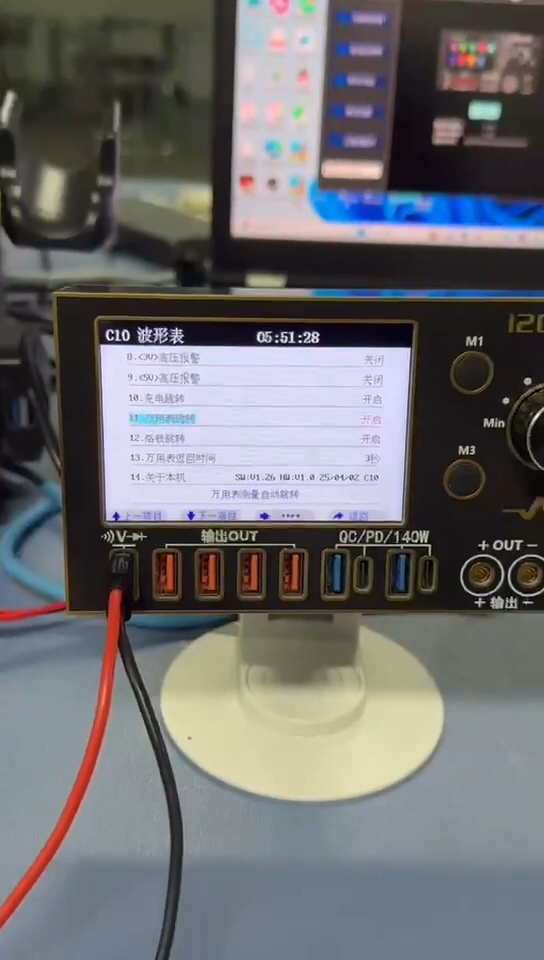 C10 波形表 05:51:28
8.<3V>高压报警 关闭
9.<5V>高压报警 关闭
10.充电跳转 开启
11.万用表跳转 开启
12.烙铁跳转 开启
13.万用表返回时间 3秒
14.关于本机 SW:V1.26 HW:V1.0 25/04/02 C10
万用表测量自动跳转
上一项目 下一项目 返回
120
M1
Min
M3
V
输出OUT
QC/PD/140W
+ OUT -
+ 输出 -